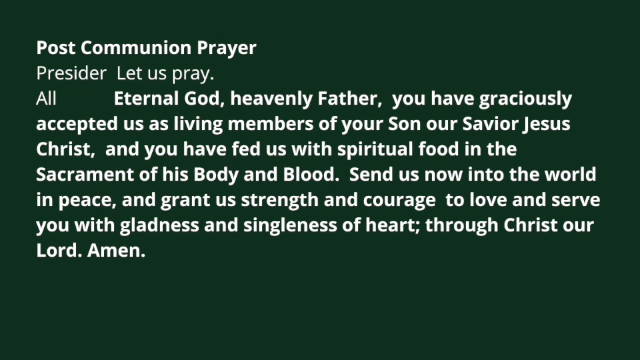 Post Communion Prayer
Presider  Let us pray.
All  Eternal God, heavenly Father,  you have graciously
accepted us as living members of your Son our Savior Jesus
Christ,  and you have fed us with spiritual food in the
Sacrament of his Body and Blood.  Send us now into the world
in peace, and grant us strength and courage  to love and serve
you with gladness and singleness of heart; through Christ our
Lord. Amen.